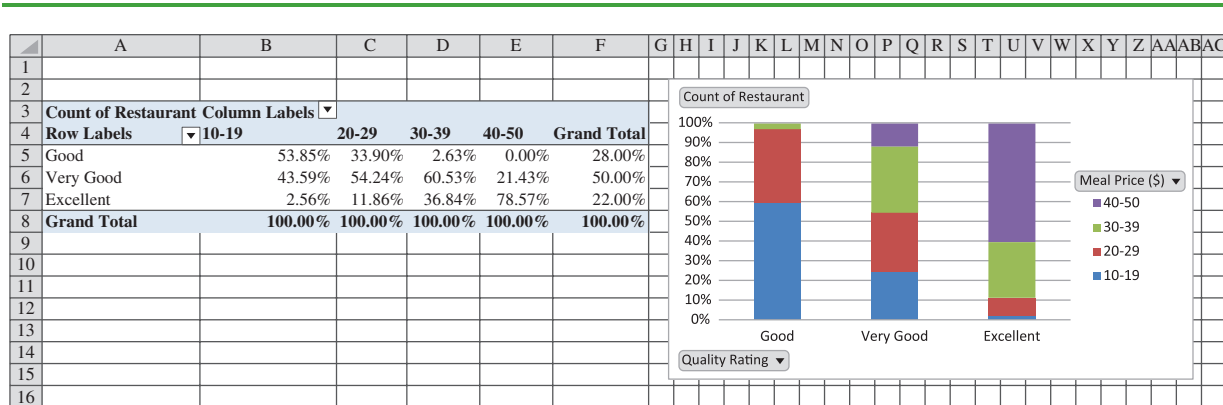 A B C D E F G H I J K L M N O P Q R S T U V W X Y Z AA AB AC
1
2
3 Count of Restaurant Column Labels
4 Row Labels 10-19 20-29 30-39 40-50 Grand Total
5 Good 53.85% 33.90% 2.63% 0.00% 28.00%
6 Very Good 43.59% 54.24% 60.53% 21.43% 50.00%
7 Excellent 2.56% 11.86% 36.84% 78.57% 22.00%
8 Grand Total 100.00% 100.00% 100.00% 100.00% 100.00%
9
10
11
12
13
14
15
16
Count of Restaurant
100%
90%
80%
70%
60%
50%
40%
30%
20%
10%
0%
Good Very Good Excellent
Quality Rating
Meal Price ($)
40-50
30-39
20-29
10-19